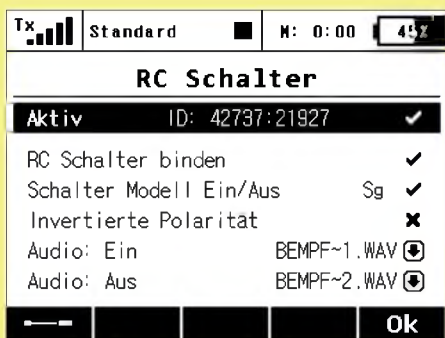 Tx Standard M: 0:00 45%
RC Schalter
Aktiv ID: 42737:21927
RC Schalter binden
Schalter Modell Ein/Aus Sg
Invertierte Polarität
Audio: Ein BEMPF~1.WAV
Audio: Aus BEMPF~2.WAV
Ok